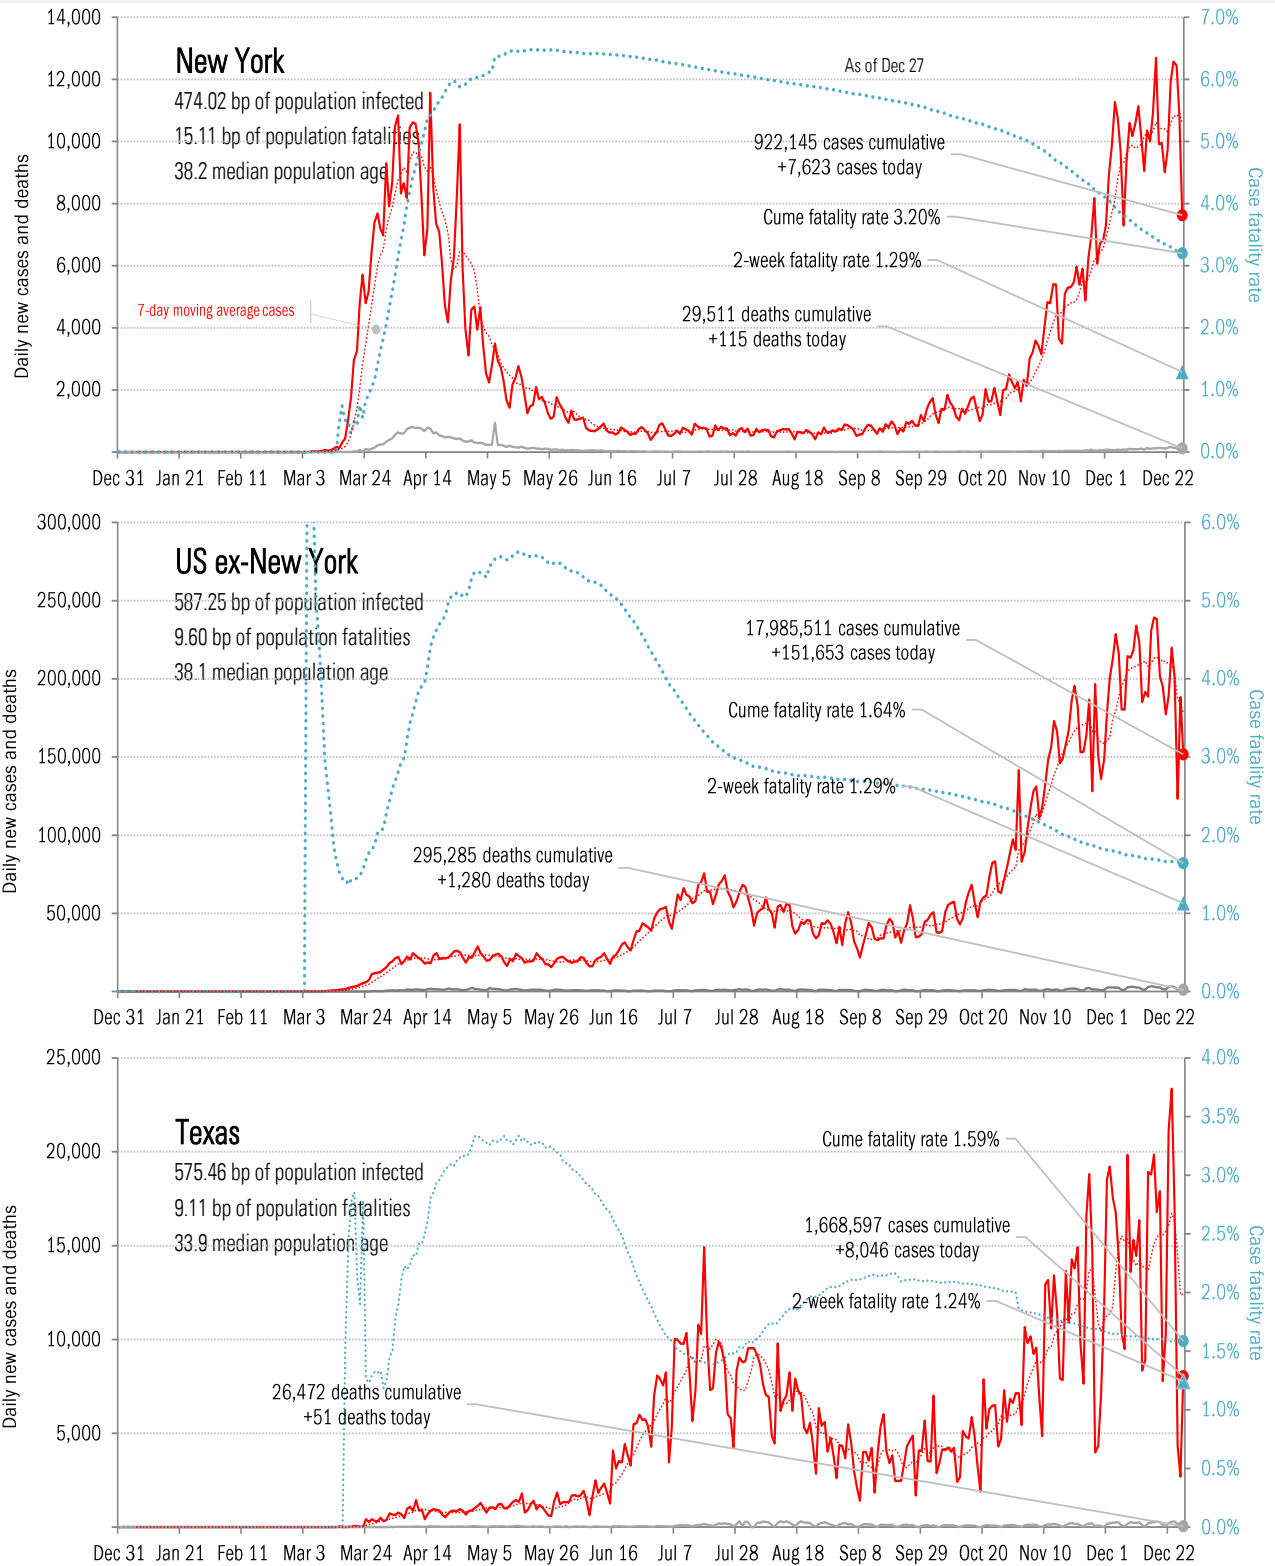 14,000
12,000
10,000
8,000
6,000
4,000
2,000
7.0%
6.0%
5.0%
4.0%
3.0%
2.0%
1.0%
0.0%
Daily new cases and deaths
Case fatality rate
New York
474.02 bp of population infected
15.11 bp of population fatalities
38.2 median population age
As of Dec 27
922,145 cases cumulative
+7,623 cases today
Cume fatality rate 3.20%
2-week fatality rate 1.29%
29,511 deaths cumulative
+115 deaths today
7-day moving average cases
Dec 31 Jan 21 Feb 11 Mar 3 Mar 24 Apr 14 May 5 May 26 Jun 16 Jul 7 Jul 28 Aug 18 Sep 8 Sep 29 Oct 20 Nov 10 Dec 1 Dec 22
300,000
250,000
200,000
150,000
100,000
50,000
6.0%
5.0%
4.0%
3.0%
2.0%
1.0%
0.0%
Daily new cases and deaths
Case fatality rate
US ex-New York
587.25 bp of population infected
9.60 bp of population fatalities
38.1 median population age
17,985,511 cases cumulative
+151,653 cases today
Cume fatality rate 1.64%
2-week fatality rate 1.29%
295,285 deaths cumulative
+1,280 deaths today
Dec 31 Jan 21 Feb 11 Mar 3 Mar 24 Apr 14 May 5 May 26 Jun 16 Jul 7 Jul 28 Aug 18 Sep 8 Sep 29 Oct 20 Nov 10 Dec 1 Dec 22
25,000
20,000
15,000
10,000
5,000
4.0%
3.5%
3.0%
2.5%
2.0%
1.5%
1.0%
0.5%
0.0%
Daily new cases and deaths
Case fatality rate
Texas
575.46 bp of population infected
9.11 bp of population fatalities
33.9 median population age
Cume fatality rate 1.59%
1,668,597 cases cumulative
+8,046 cases today
2-week fatality rate 1.24%
26,472 deaths cumulative
+51 deaths today
Dec 31 Jan 21 Feb 11 Mar 3 Mar 24 Apr 14 May 5 May 26 Jun 16 Jul 7 Jul 28 Aug 18 Sep 8 Sep 29 Oct 20 Nov 10 Dec 1 Dec 22